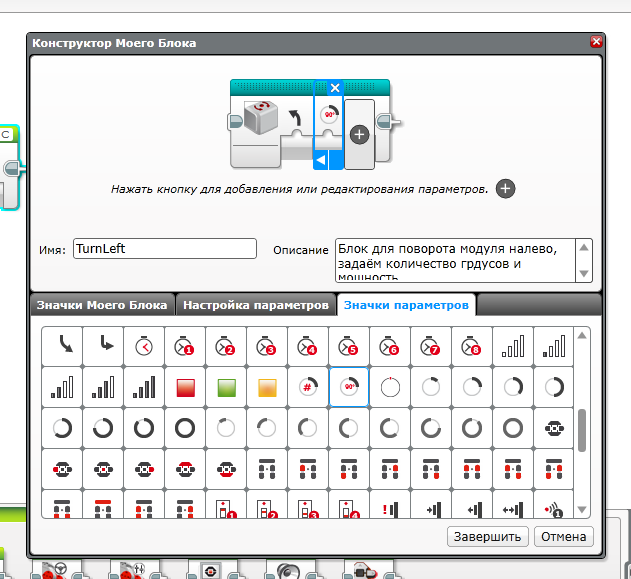 Конструктор Моего Блока
C
90°
Нажать кнопку для добавления или редактирования параметров.
Имя:
TurnLeft
Описание
Блок для поворота модуля налево,
задаём количество грдусов и
мощность
Значки Моего Блока
Настройка параметров
Значки параметров
1 2 3 4 5 6 7 8
# 90°
1 2 3 4 ! 1
Завершить
Отмена